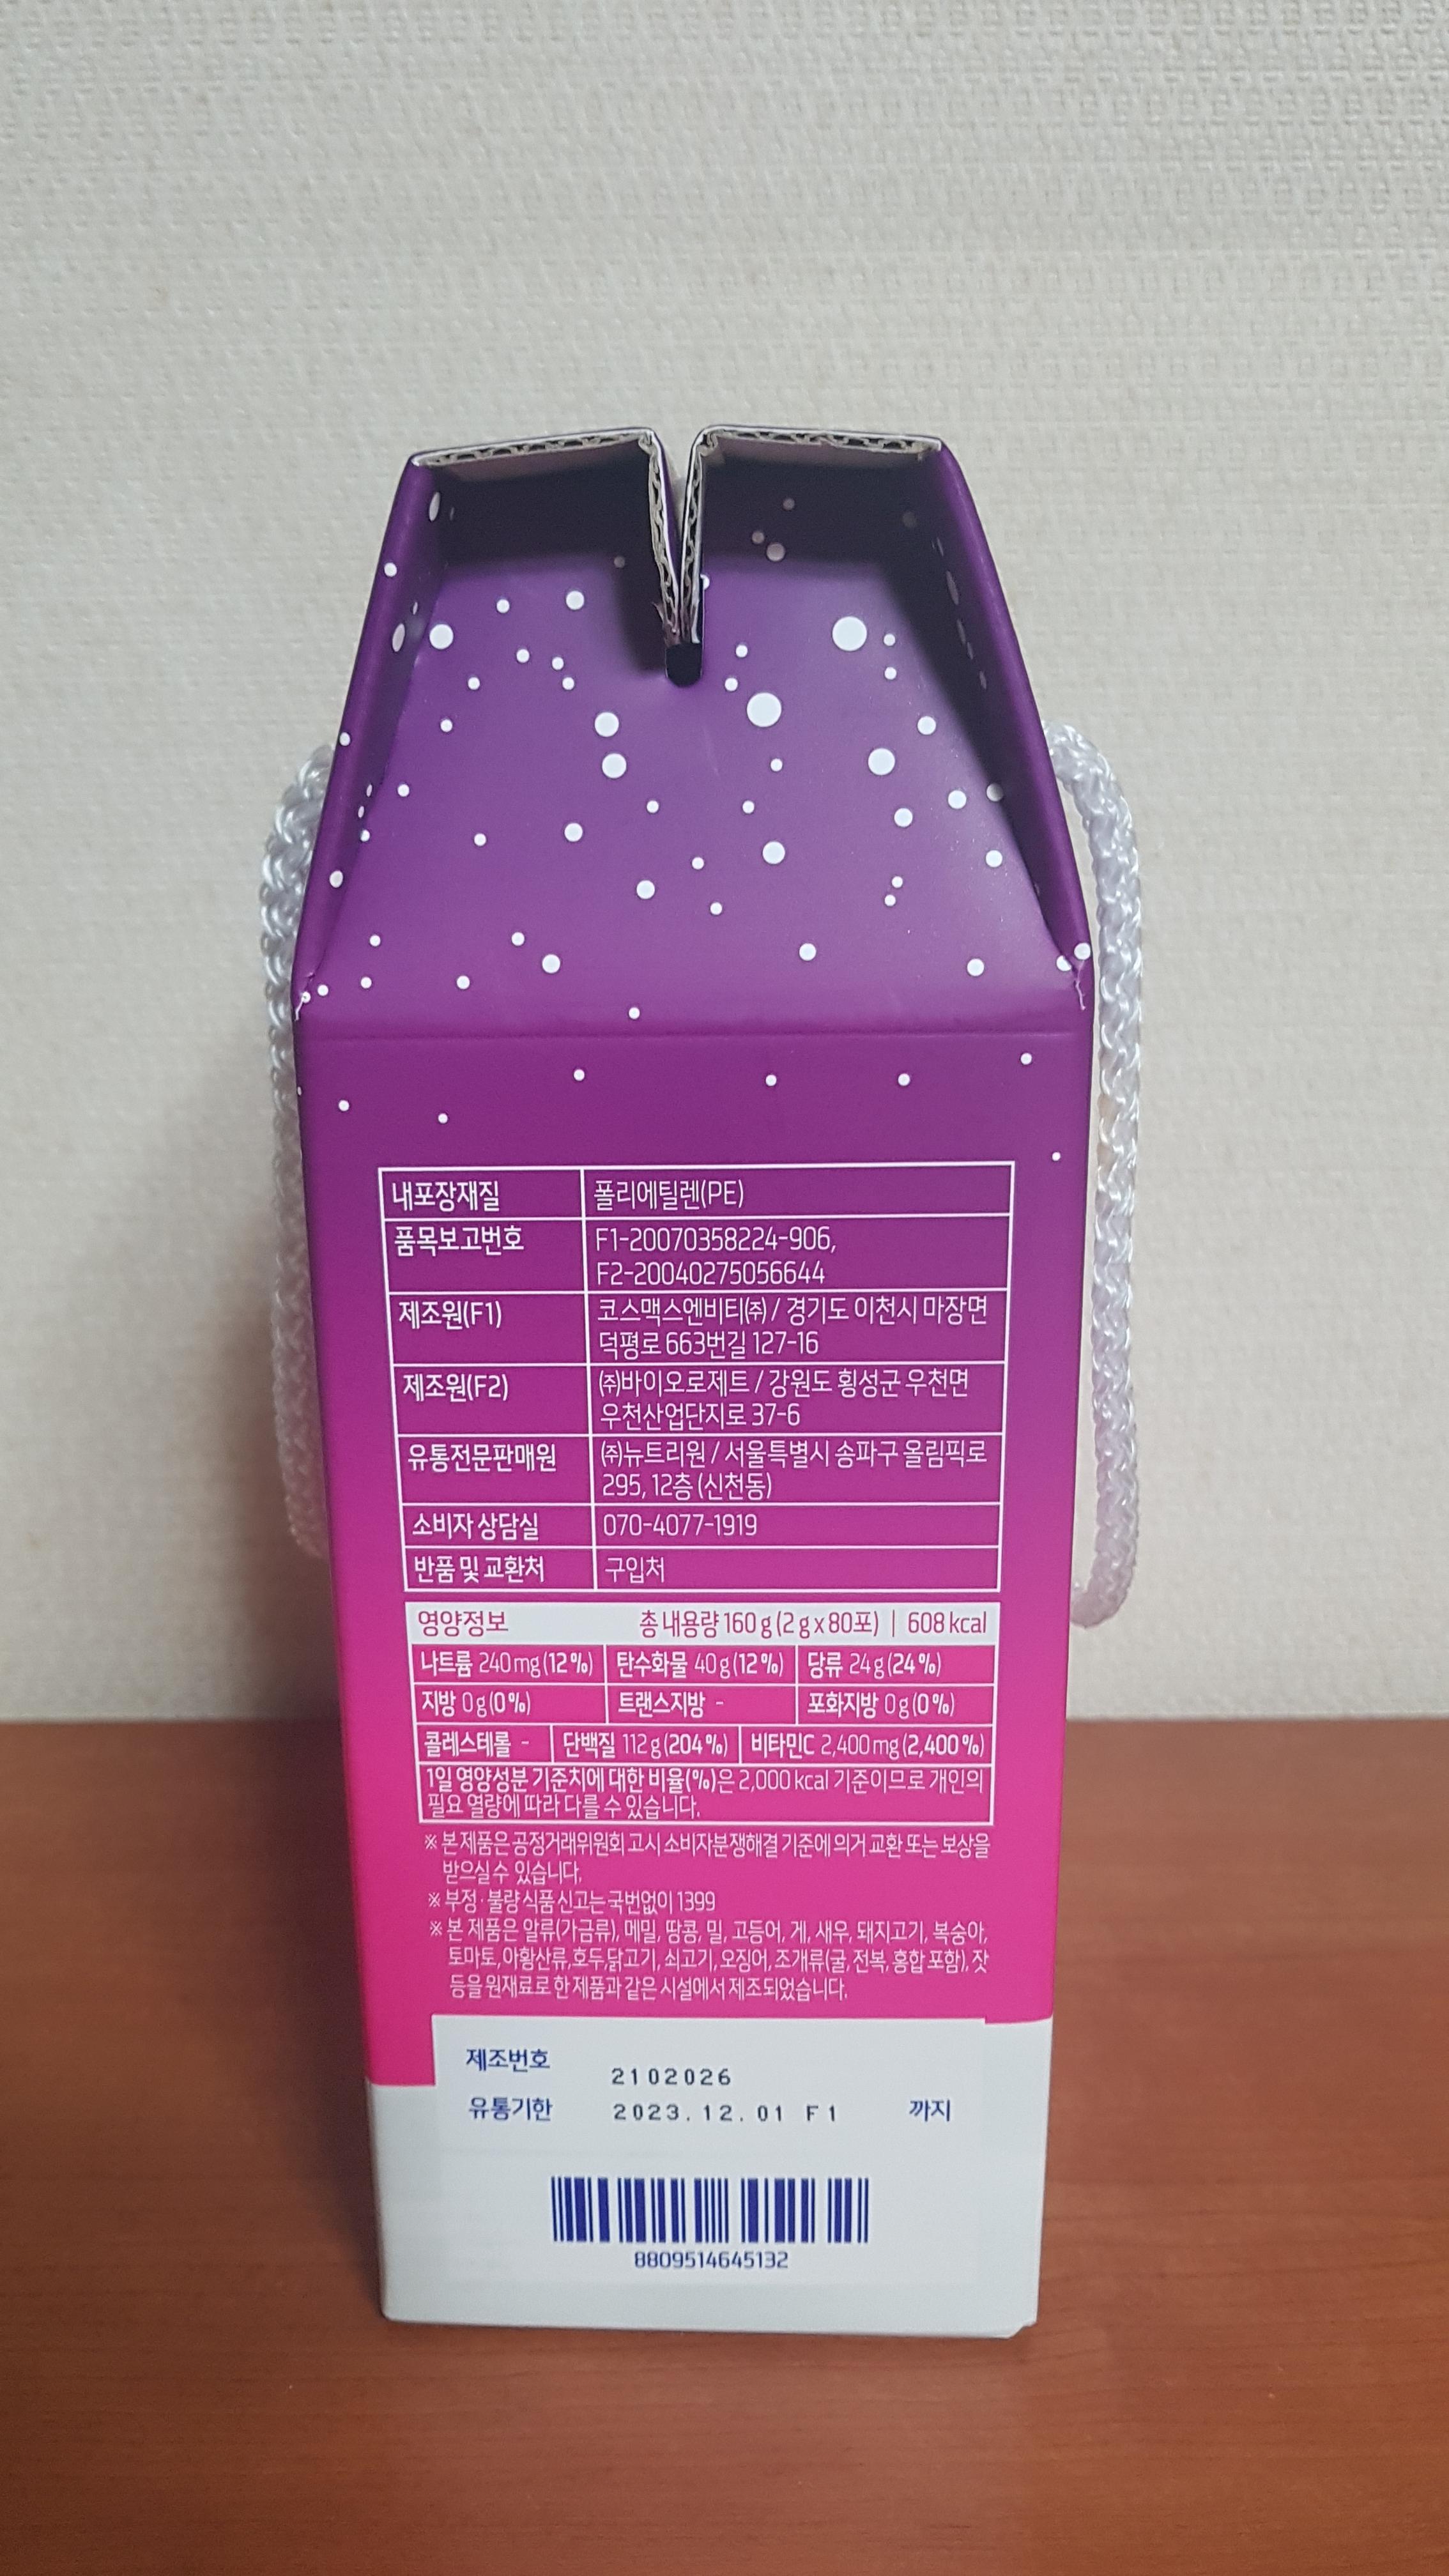 내포장재질 폴리에틸렌(PE)
품목보고번호 F1-20070358224-906,
F2-20040275056644
제조원(F1) 코스맥스엔비티㈜ / 경기도 이천시 마장면
덕평로 663번길 127-16
제조원(F2) ㈜바이오로제트 / 강원도 횡성군 우천면
우천산업단지로 37-6
유통전문판매원 ㈜뉴트리원 / 서울특별시 송파구 올림픽로
295, 12층 (신천동)
소비자 상담실 070-4077-1919
반품 및 교환처 구입처
영양정보 총 내용량 160 g (2 g x 80포) | 608 kcal
나트륨 240 mg (12 %) 탄수화물 40 g (12 %) 당류 24 g (24 %)
지방 0 g (0 %) 트랜스지방 - 포화지방 0 g (0 %)
콜레스테롤 - 단백질 112 g (204 %) 비타민C 2,400 mg (2,400 %)
1일 영양성분 기준치에 대한 비율(%)은 2,000 kcal 기준이므로 개인의
필요 열량에 따라 다를 수 있습니다.
※ 본 제품은 공정거래위원회 고시 소비자분쟁해결 기준에 의거 교환 또는 보상을
받으실 수 있습니다.
※ 부정·불량식품 신고는 국번없이 1399
※ 본 제품은 알류(가금류), 메밀, 땅콩, 밀, 고등어, 게, 새우, 돼지고기, 복숭아,
토마토, 아황산류, 호두, 닭고기, 쇠고기, 오징어, 조개류(굴, 전복, 홍합 포함), 잣
등을 원재료로 한 제품과 같은 시설에서 제조되었습니다.
제조번호 2102026
유통기한 2023.12.01 F1 까지
8809514645132